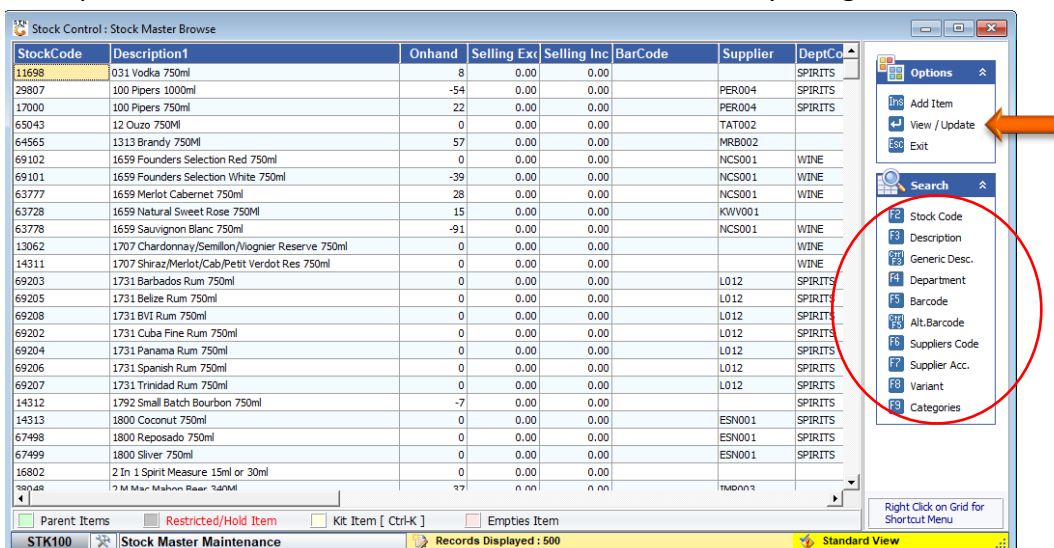 Stock Control : Stock Master Browse
StockCode Description1 Onhand Selling Exc Selling Inc BarCode Supplier DeptCo
11698 031 Vodka 750ml 8 0.00 0.00 SPIRITS
29807 100 Pipers 1000ml -54 0.00 0.00 PER004 SPIRITS
17000 100 Pipers 750ml 22 0.00 0.00 PER004 SPIRITS
65043 12 Ouzo 750Ml 0 0.00 0.00 TAT002
64565 1313 Brandy 750Ml 57 0.00 0.00 MRB002
69102 1659 Founders Selection Red 750ml 0 0.00 0.00 NCS001 WINE
69101 1659 Founders Selection White 750ml -39 0.00 0.00 NCS001 WINE
63777 1659 Merlot Cabernet 750ml 28 0.00 0.00 NCS001 WINE
63728 1659 Natural Sweet Rose 750Ml 15 0.00 0.00 KWV001
63778 1659 Sauvignon Blanc 750ml -91 0.00 0.00 NCS001 WINE
13062 1707 Chardonnay/Semillon/Viognier Reserve 750ml 0 0.00 0.00 WINE
14311 1707 Shiraz/Merlot/Cab/Petit Verdot Res 750ml 0 0.00 0.00 WINE
69203 1731 Barbados Rum 750ml 0 0.00 0.00 L012 SPIRITS
69205 1731 Belize Rum 750ml 0 0.00 0.00 L012 SPIRITS
69208 1731 BVI Rum 750ml 0 0.00 0.00 L012 SPIRITS
69202 1731 Cuba Fine Rum 750ml 0 0.00 0.00 L012 SPIRITS
69204 1731 Panama Rum 750ml 0 0.00 0.00 L012 SPIRITS
69206 1731 Spanish Rum 750ml 0 0.00 0.00 L012 SPIRITS
69207 1731 Trinidad Rum 750ml 0 0.00 0.00 L012 SPIRITS
14312 1792 Small Batch Bourbon 750ml -7 0.00 0.00 SPIRITS
14313 1800 Coconut 750ml 0 0.00 0.00 ESN001 SPIRITS
67498 1800 Reposado 750ml 0 0.00 0.00 ESN001 SPIRITS
67499 1800 Sliver 750ml 0 0.00 0.00 ESN001 SPIRITS
16802 2 In 1 Spirit Measure 15ml or 30ml 0 0.00 0.00
38048 2 M Mac Mahon Beer 340Ml 37 0.00 0.00 IMP003
Options
Ins Add Item
View / Update
Esc Exit
Search
F2 Stock Code
F3 Description
Ctrl F3 Generic Desc.
F4 Department
F5 Barcode
Ctrl F5 Alt.Barcode
F6 Suppliers Code
F7 Supplier Acc.
F8 Variant
F9 Categories
Right Click on Grid for
Shortcut Menu
Parent Items Restricted/Hold Item Kit Item [ Ctrl-K ] Empties Item
STK100 Stock Master Maintenance Records Displayed : 500 Standard View